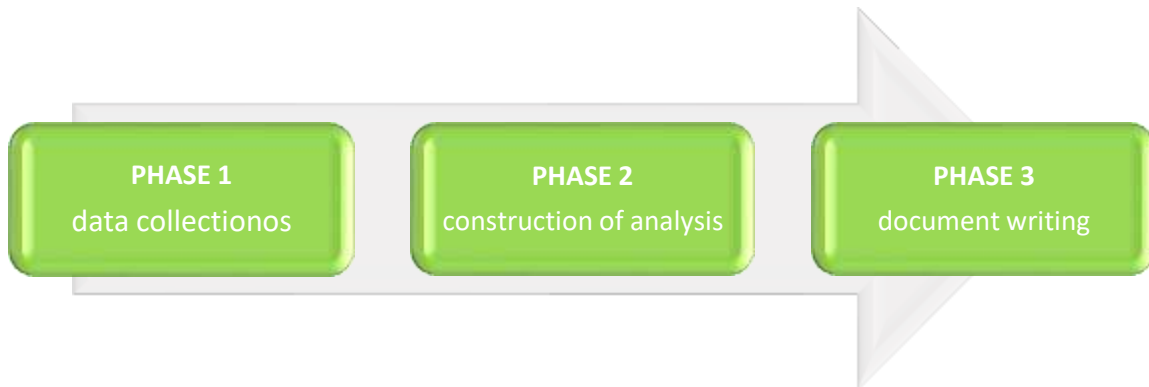 PHASE 1
data collectionos
PHASE 2
construction of analysis
PHASE 3
document writing